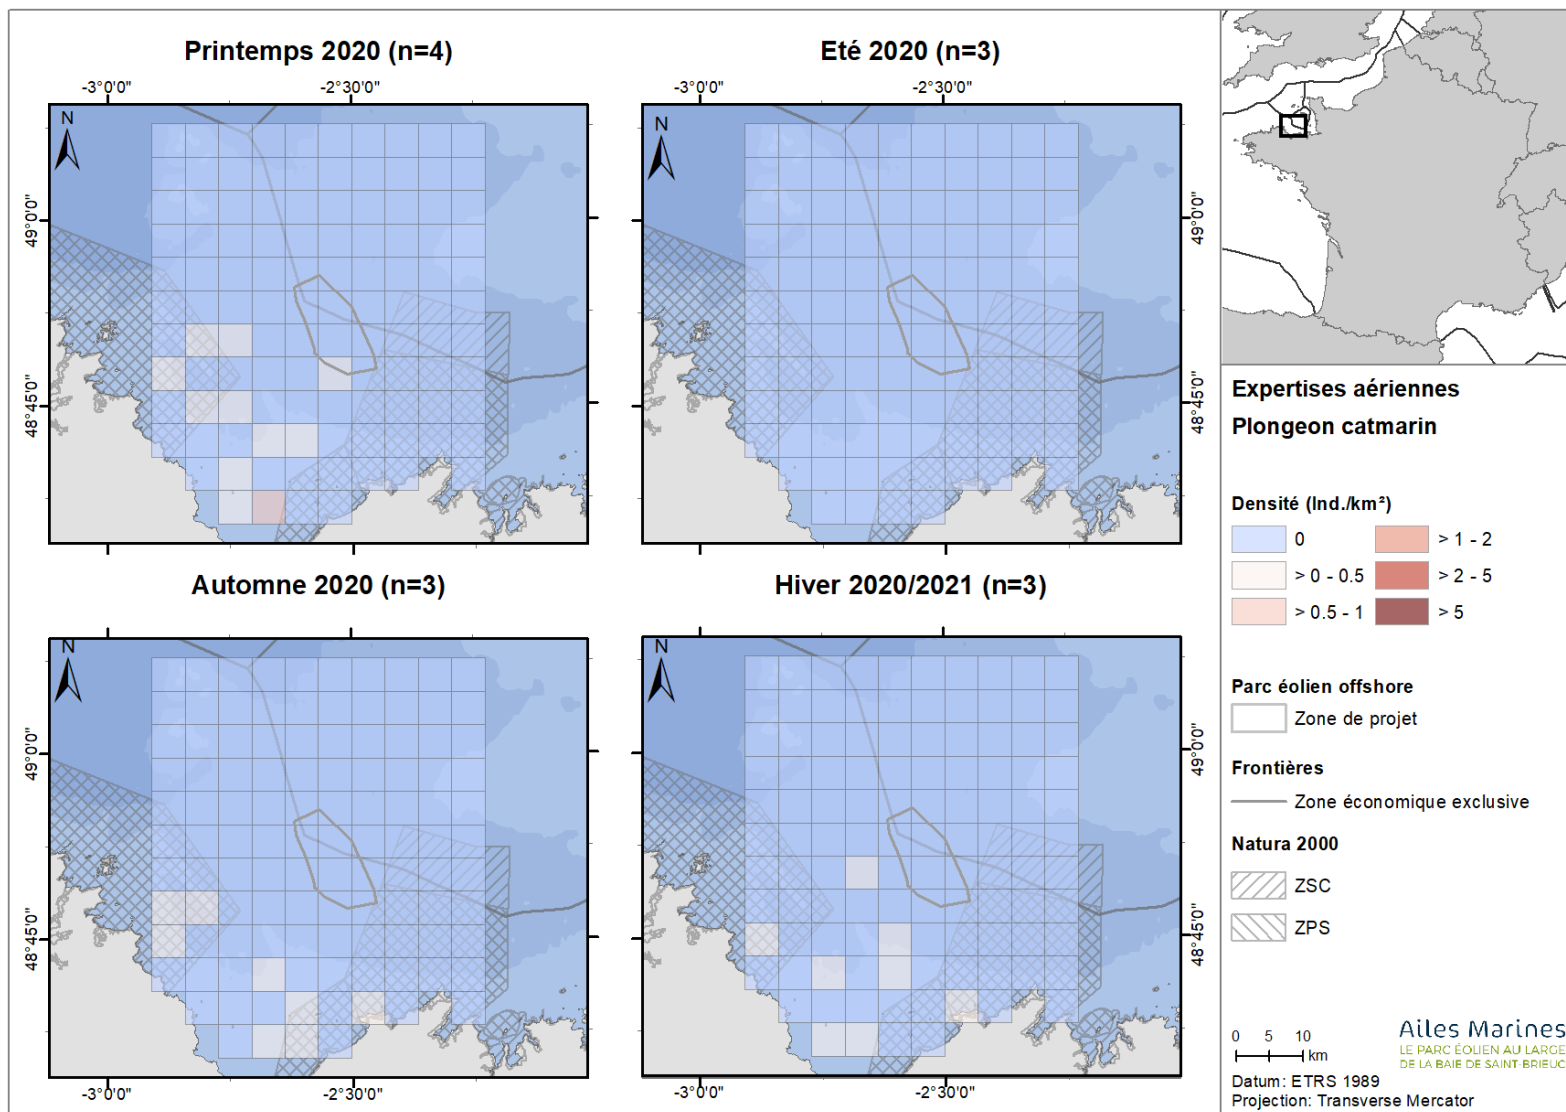 Printemps 2020 (n=4)
-3°0'0" -2°30'0"
N
49°0'0"
48°45'0"
Eté 2020 (n=3)
-3°0'0" -2°30'0"
N
49°0'0"
48°45'0"
Automne 2020 (n=3)
N
49°0'0"
48°45'0"
-3°0'0" -2°30'0"
Hiver 2020/2021 (n=3)
N
49°0'0"
48°45'0"
-3°0'0" -2°30'0"
Expertises aériennes
Plongeon catmarin
Densité (Ind./km²)
0
> 0 - 0.5
> 0.5 - 1
> 1 - 2
> 2 - 5
> 5
Parc éolien offshore
Zone de projet
Frontières
Zone économique exclusive
Natura 2000
ZSC
ZPS
0 5 10
km
Datum: ETRS 1989
Projection: Transverse Mercator
Ailes Marines
LE PARC ÉOLIEN AU LARGE
DE LA BAIE DE SAINT-BRIEUC